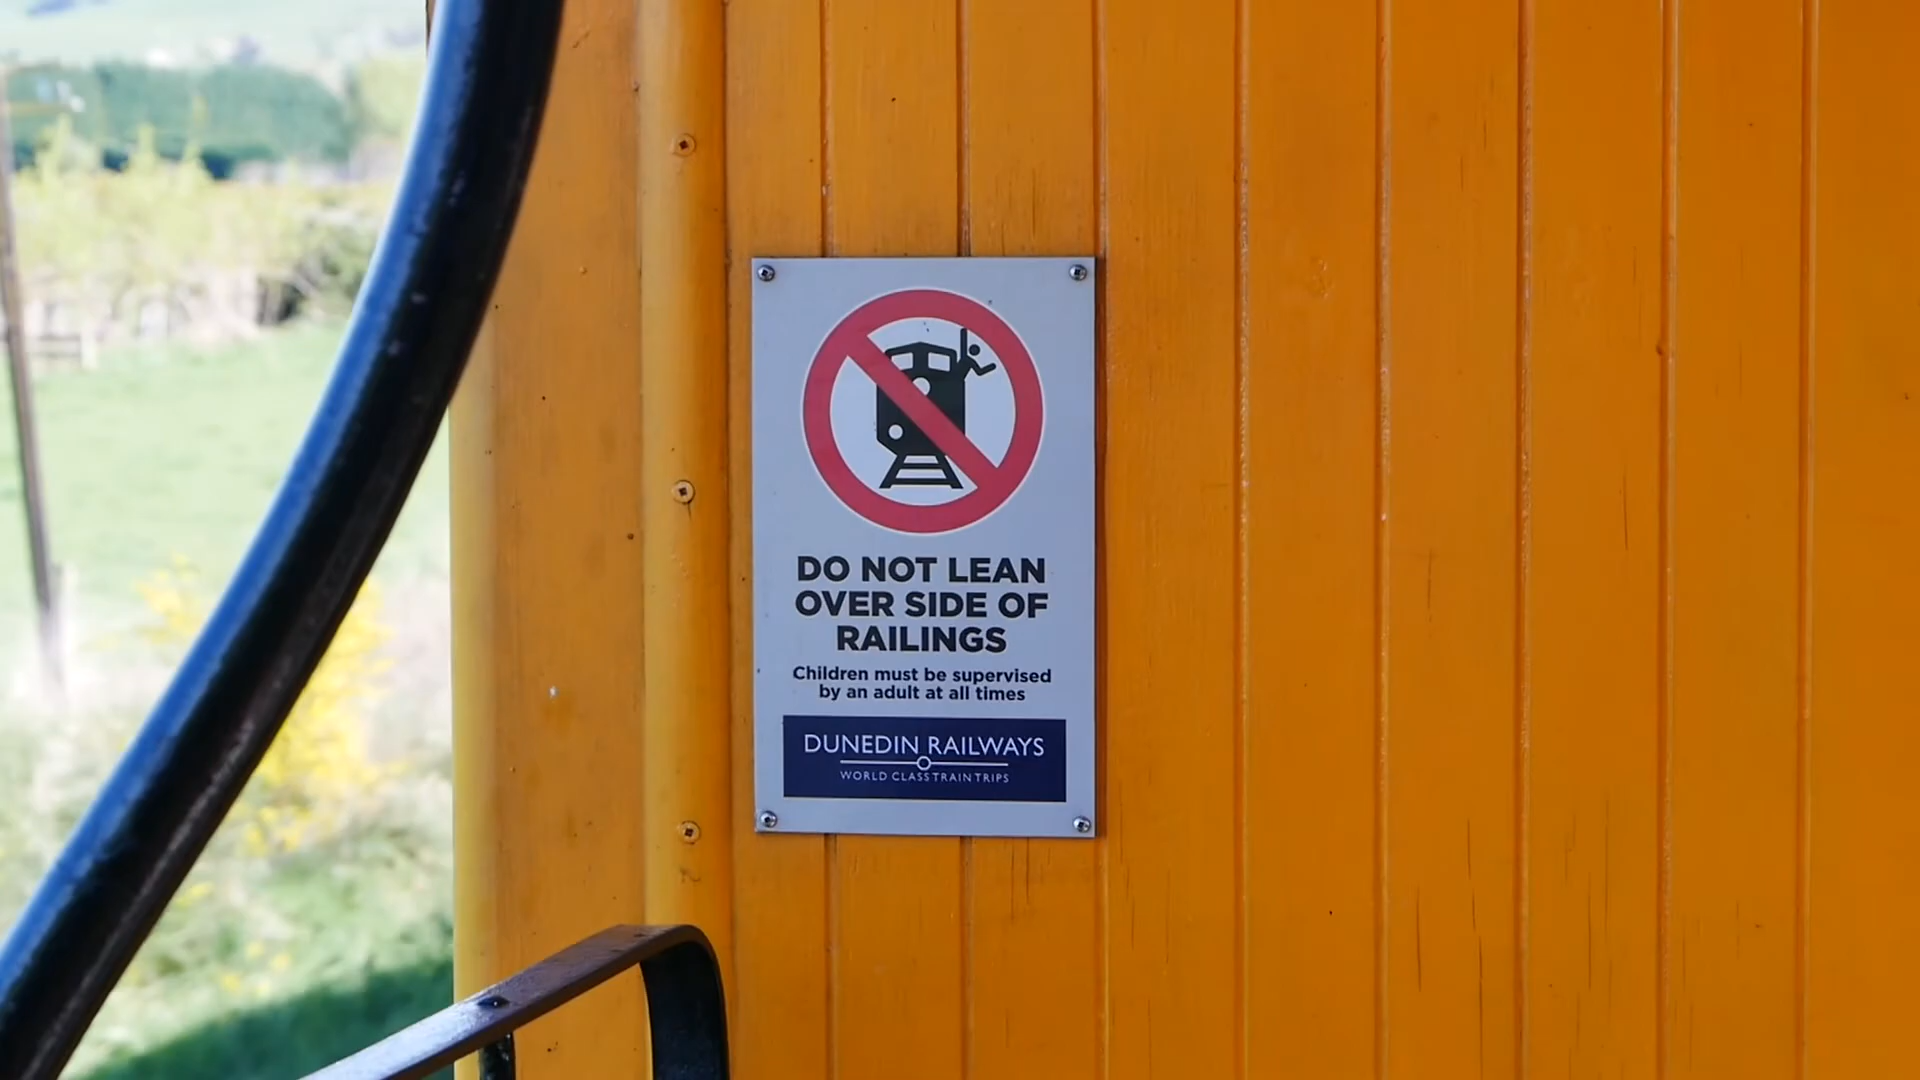 DO NOT LEAN
OVER SIDE OF
RAILINGS
Children must be supervised
by an adult at all times
DUNEDIN RAILWAYS
WORLD CLASS TRAIN TRIPS